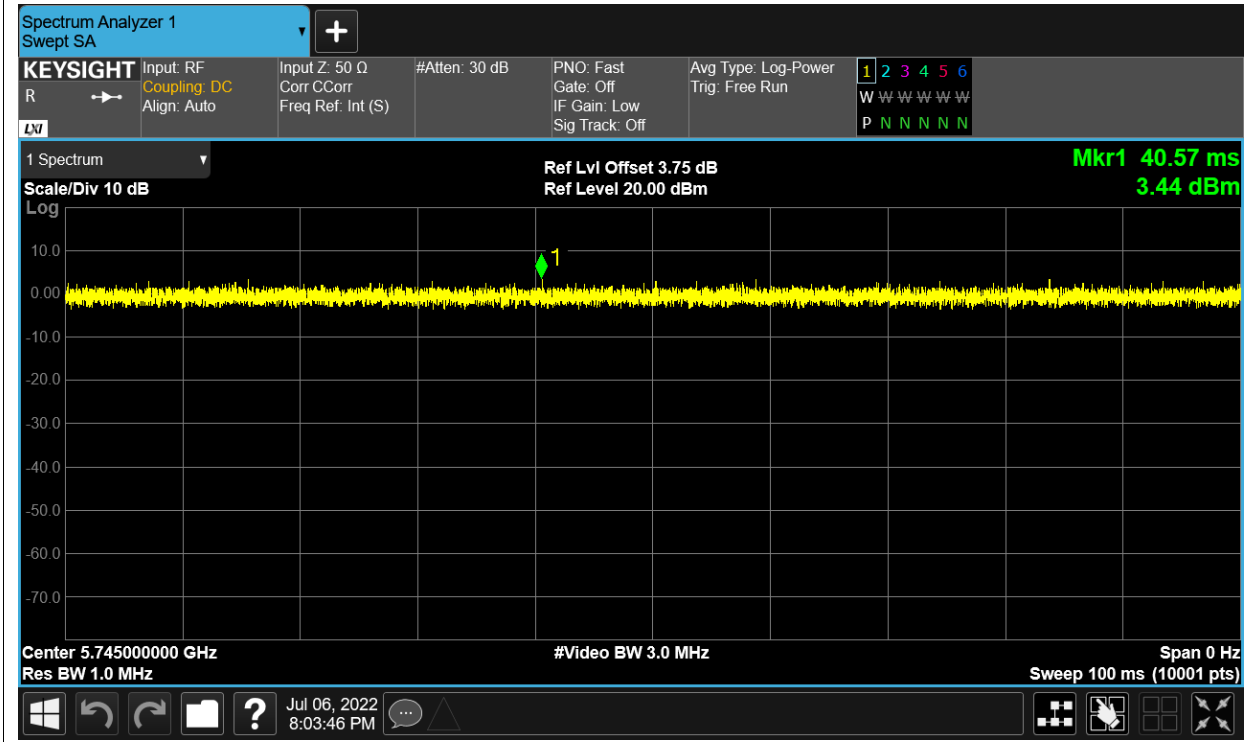 Spectrum Analyzer 1
Swept SA
+
KEYSIGHT
R
LXI
Input: RF
Coupling: DC
Align: Auto
Input Z: 50 Ω
Corr CCorr
Freq Ref: Int (S)
#Atten: 30 dB
PNO: Fast
Gate: Off
IF Gain: Low
Sig Track: Off
Avg Type: Log-Power
Trig: Free Run
1 2 3 4 5 6
W W W W W W
P N N N N N
1 Spectrum
Scale/Div 10 dB
Log
Ref Lvl Offset 3.75 dB
Ref Level 20.00 dBm
Mkr1 40.57 ms
3.44 dBm
1
10.0
0.00
-10.0
-20.0
-30.0
-40.0
-50.0
-60.0
-70.0
Center 5.745000000 GHz
Res BW 1.0 MHz
#Video BW 3.0 MHz
Span 0 Hz
Sweep 100 ms (10001 pts)
?
Jul 06, 2022
8:03:46 PM